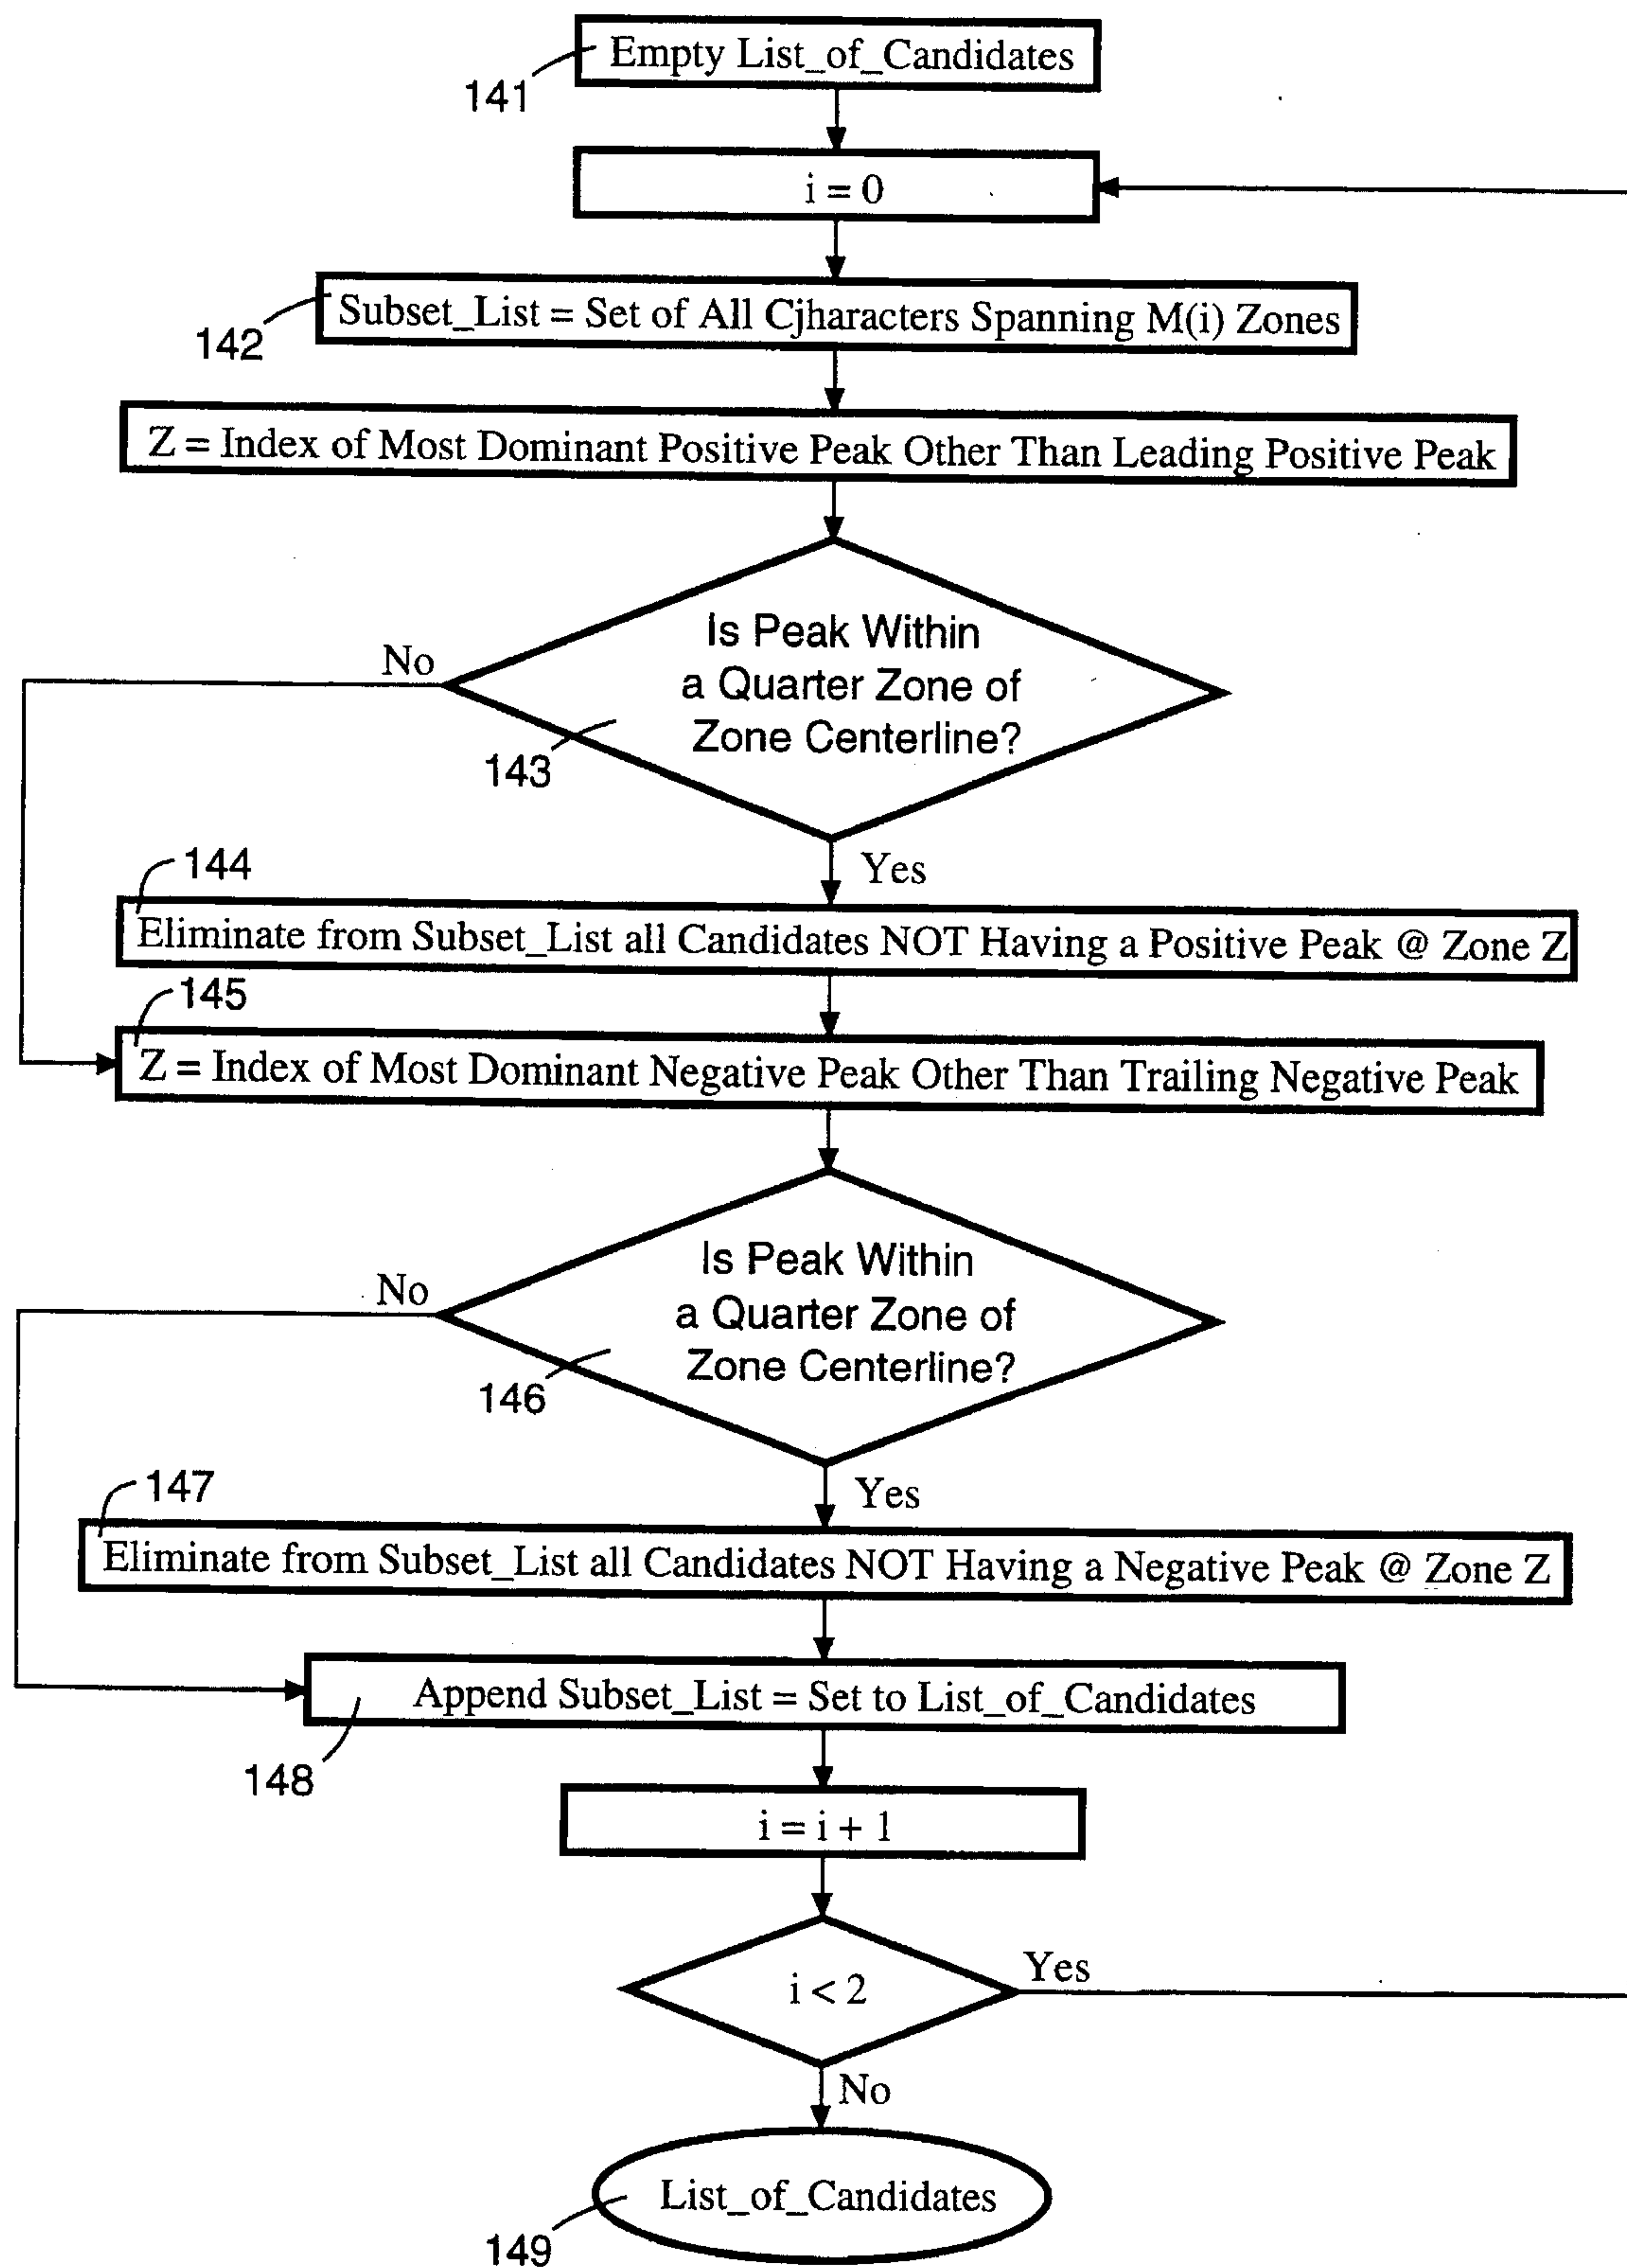 Empty List_of_Candidates
141
i = 0
Subset_List = Set of All Cjharacters Spanning M(i) Zones
142
Z = Index of Most Dominant Positive Peak Other Than Leading Positive Peak
Is Peak Within
No
a Quarter Zone of
Zone Centerline?
143
144
Yes
Eliminate from Subset_List all Candidates NOT Having a Positive Peak @ Zone Z
145
Z = Index of Most Dominant Negative Peak Other Than Trailing Negative Peak
Is Peak Within
No
a Quarter Zone of
Zone Centerline?
146
147
Yes
Eliminate from Subset_List all Candidates NOT Having a Negative Peak @ Zone Z
Append Subset_List = Set to List_of_Candidates
148
i = i + 1
i < 2
Yes
No
List_of_Candidates
149